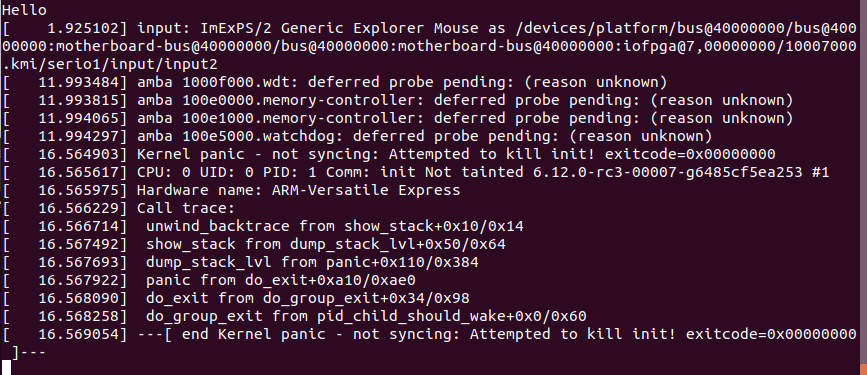 Hello
[    1.925102] input: ImExPS/2 Generic Explorer Mouse as /devices/platform/bus@40000000/bus@400
00000:motherboard-bus@40000000/bus@40000000:motherboard-bus@40000000:iofpga@7,00000000/10007000
.kmi/serio1/input/input2
[   11.993484] amba 1000f000.wdt: deferred probe pending: (reason unknown)
[   11.993815] amba 100e0000.memory-controller: deferred probe pending: (reason unknown)
[   11.994065] amba 100e1000.memory-controller: deferred probe pending: (reason unknown)
[   11.994297] amba 100e5000.watchdog: deferred probe pending: (reason unknown)
[   16.564903] Kernel panic - not syncing: Attempted to kill init! exitcode=0x00000000
[   16.565617] CPU: 0 UID: 0 PID: 1 Comm: init Not tainted 6.12.0-rc3-00007-g6485cf5ea253 #1
[   16.565975] Hardware name: ARM-Versatile Express
[   16.566229] Call trace:
[   16.566714]  unwind_backtrace from show_stack+0x10/0x14
[   16.567492]  show_stack from dump_stack_lvl+0x50/0x64
[   16.567693]  dump_stack_lvl from panic+0x110/0x384
[   16.567922]  panic from do_exit+0xa10/0xae0
[   16.568090]  do_exit from do_group_exit+0x34/0x98
[   16.568258]  do_group_exit from pid_child_should_wake+0x0/0x60
[   16.569054] ---[ end Kernel panic - not syncing: Attempted to kill init! exitcode=0x00000000
 ]---